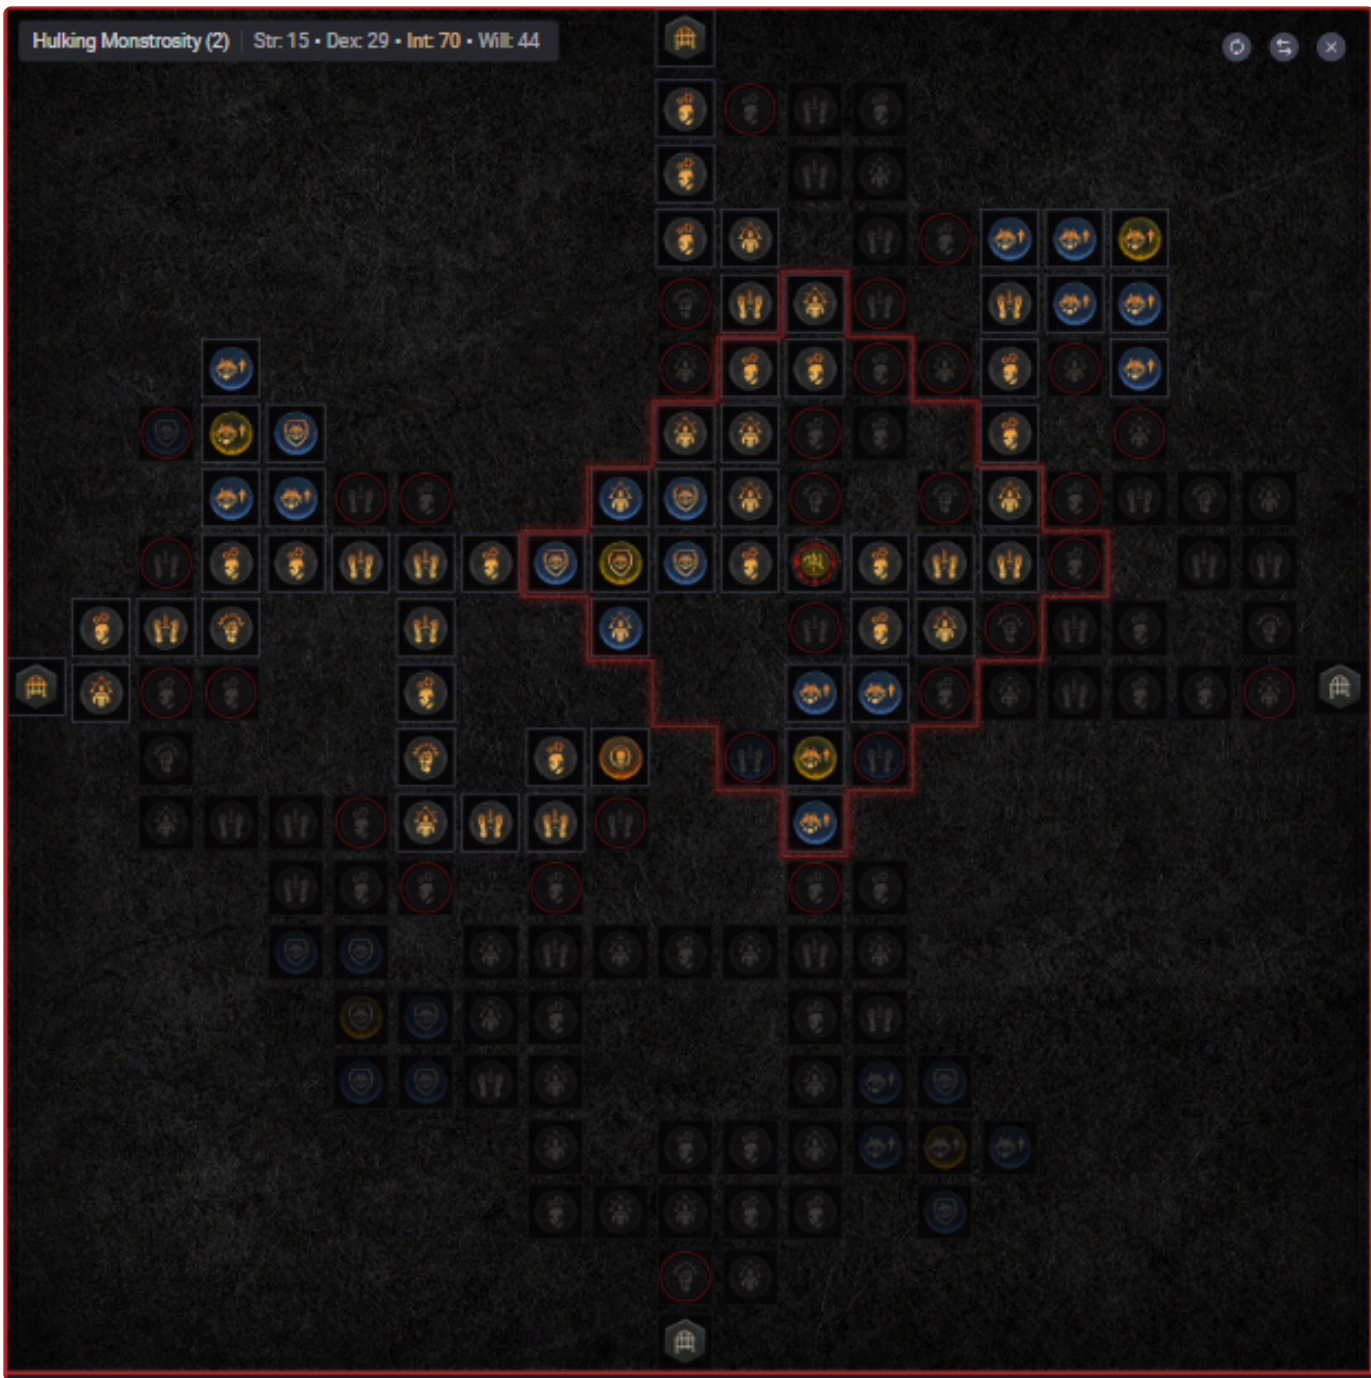 Hulking Monstrosity (2) Str: 15 • Dex: 29 • Int: 70 • Will: 44